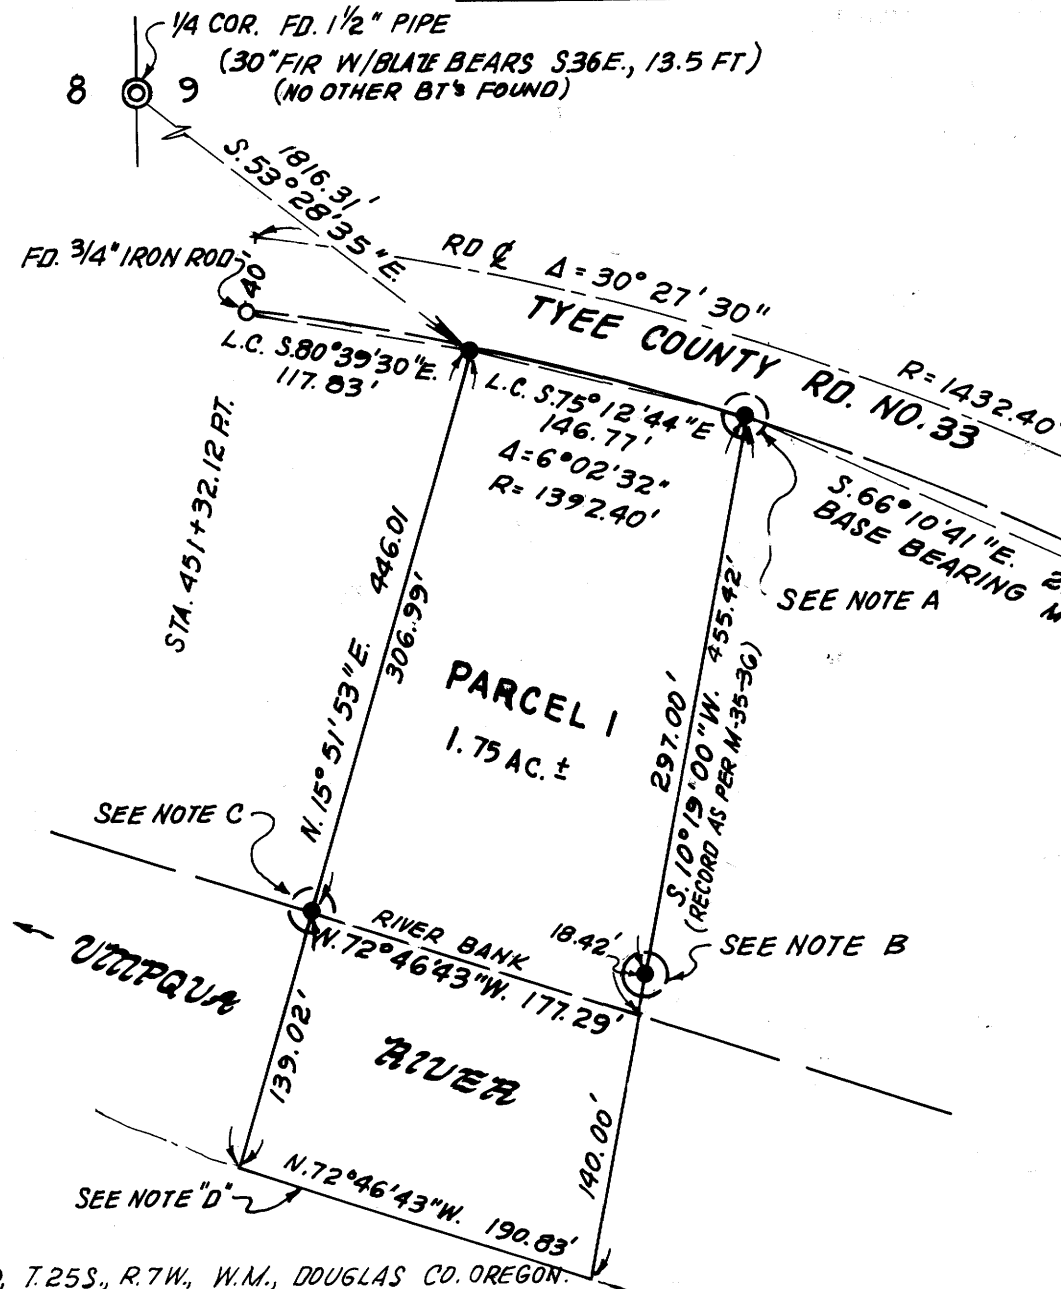 1/4 COR. FD. 1 1/2" PIPE
(30" FIR W/BLAZE BEARS S36E., 13.5 FT)
(NO OTHER BT's FOUND)
8 9
1816.31'
S. 53°28'35"E.
FD. 3/4" IRON ROD
40
RD ℄ Δ = 30° 27' 30"
R = 1432.40'
TYEE COUNTY RD. NO. 33
L.C. S.80°39'30"E.
117.83'
L.C. S.75°12'44"E
146.77'
Δ=6°02'32"
R= 1392.40'
S.66°10'41"E.
BASE BEARING
STA. 451+32.12 P.T.
446.01
306.99'
N. 15° 51' 53" E.
PARCEL 1
1.75 AC. ±
SEE NOTE A
455.42'
297.00'
S. 10°19'00"W.
(RECORD AS PER M-35-36)
SEE NOTE C
SEE NOTE B
RIVER BANK
18.42'
N.72°46'43"W. 177.29'
UMPQUA
RIVER
139.02'
140.00'
N.72°46'43"W. 190.83'
SEE NOTE "D"
T.25S., R.7W., W.M., DOUGLAS CO. OREGON.